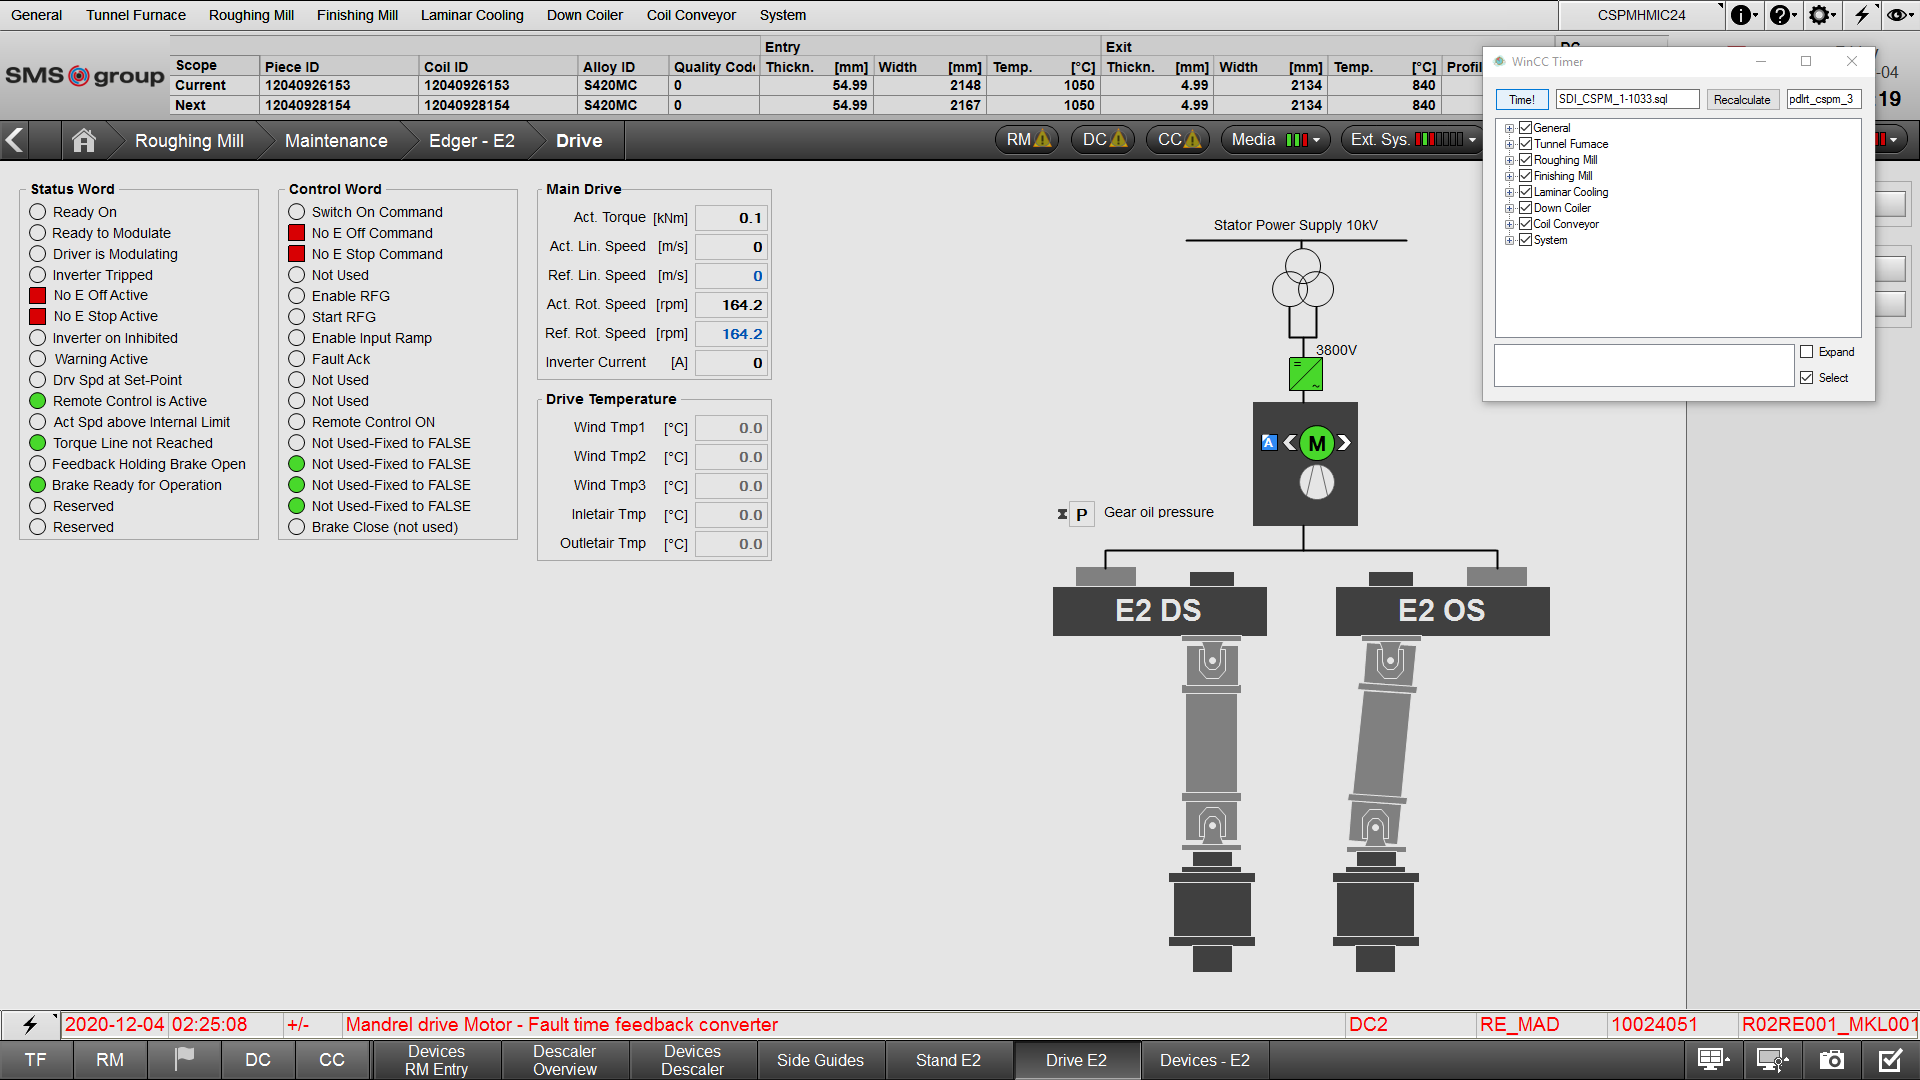 General Tunnel Furnace Roughing Mill Finishing Mill Laminar Cooling Down Coiler Coil Conveyor System CSPMHMIC24
SMS group
Entry Exit
Scope Piece ID Coil ID Alloy ID Quality Code Thickn. [mm] Width [mm] Temp. [°C] Thickn. [mm] Width [mm] Temp. [°C] Profil
Current 12040926153 12040926153 S420MC 0 54.99 2148 1050 4.99 2134 840
Next 12040928154 12040928154 S420MC 0 54.99 2167 1050 4.99 2134 840
-04
19
Roughing Mill Maintenance Edger - E2 Drive RM DC CC Media Ext. Sys.
WinCC Timer
Time! SDI_CSPM_1-1033.sql Recalculate pdlrt_cspm_3
General
Tunnel Furnace
Roughing Mill
Finishing Mill
Laminar Cooling
Down Coiler
Coil Conveyor
System
Expand
Select
Status Word
Ready On
Ready to Modulate
Driver is Modulating
Inverter Tripped
No E Off Active
No E Stop Active
Inverter on Inhibited
Warning Active
Drv Spd at Set-Point
Remote Control is Active
Act Spd above Internal Limit
Torque Line not Reached
Feedback Holding Brake Open
Brake Ready for Operation
Reserved
Reserved
Control Word
Switch On Command
No E Off Command
No E Stop Command
Not Used
Enable RFG
Start RFG
Enable Input Ramp
Fault Ack
Not Used
Not Used
Remote Control ON
Not Used-Fixed to FALSE
Not Used-Fixed to FALSE
Not Used-Fixed to FALSE
Not Used-Fixed to FALSE
Brake Close (not used)
Main Drive
Act. Torque [kNm] 0.1
Act. Lin. Speed [m/s] 0
Ref. Lin. Speed [m/s] 0
Act. Rot. Speed [rpm] 164.2
Ref. Rot. Speed [rpm] 164.2
Inverter Current [A] 0
Drive Temperature
Wind Tmp1 [°C] 0.0
Wind Tmp2 [°C] 0.0
Wind Tmp3 [°C] 0.0
Inletair Tmp [°C] 0.0
Outletair Tmp [°C] 0.0
Stator Power Supply 10kV
3800V
A M
P Gear oil pressure
E2 DS E2 OS
2020-12-04 02:25:08 +/- Mandrel drive Motor - Fault time feedback converter DC2 RE_MAD 10024051 R02RE001_MKL001
TF RM DC CC Devices RM Entry Descaler Overview Devices Descaler Side Guides Stand E2 Drive E2 Devices - E2